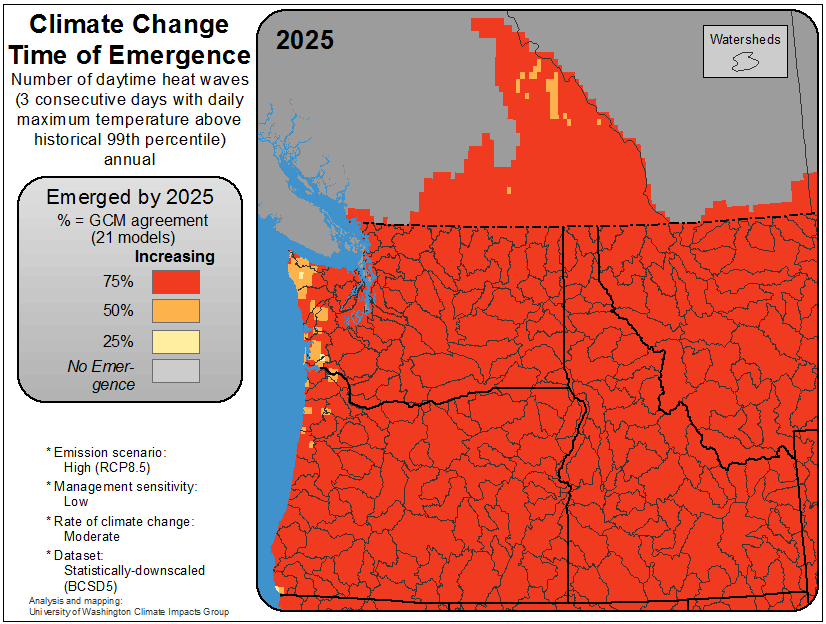 Climate Change
Time of Emergence
Number of daytime heat waves
(3 consecutive days with daily
maximum temperature above
historical 99th percentile)
annual
Emerged by 2025
% = GCM agreement
(21 models)
Increasing
75%
50%
25%
No Emer-
gence
* Emission scenario:
High (RCP8.5)
* Management sensitivity:
Low
* Rate of climate change:
Moderate
* Dataset:
Statistically-downscaled
(BCSD5)
Analysis and mapping:
University of Washington Climate Impacts Group
2025
Watersheds